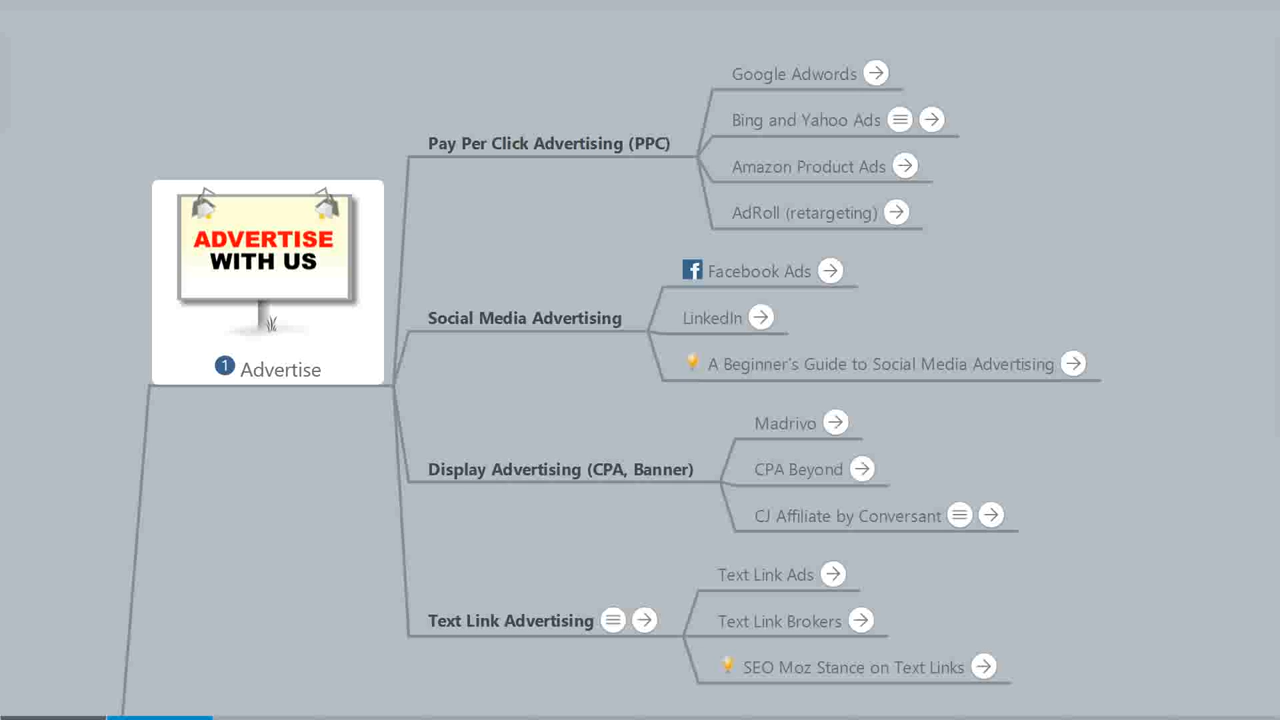 ADVERTISE
WITH US
1 Advertise
Pay Per Click Advertising (PPC)
Google Adwords
Bing and Yahoo Ads
Amazon Product Ads
AdRoll (retargeting)
Social Media Advertising
f Facebook Ads
LinkedIn
A Beginner's Guide to Social Media Advertising
Display Advertising (CPA, Banner)
Madrivo
CPA Beyond
CJ Affiliate by Conversant
Text Link Advertising
Text Link Ads
Text Link Brokers
SEO Moz Stance on Text Links